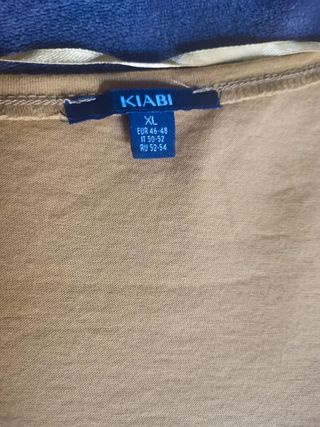 KIABI
XL
EUR 46-48
IT 50-52
RU 52-54